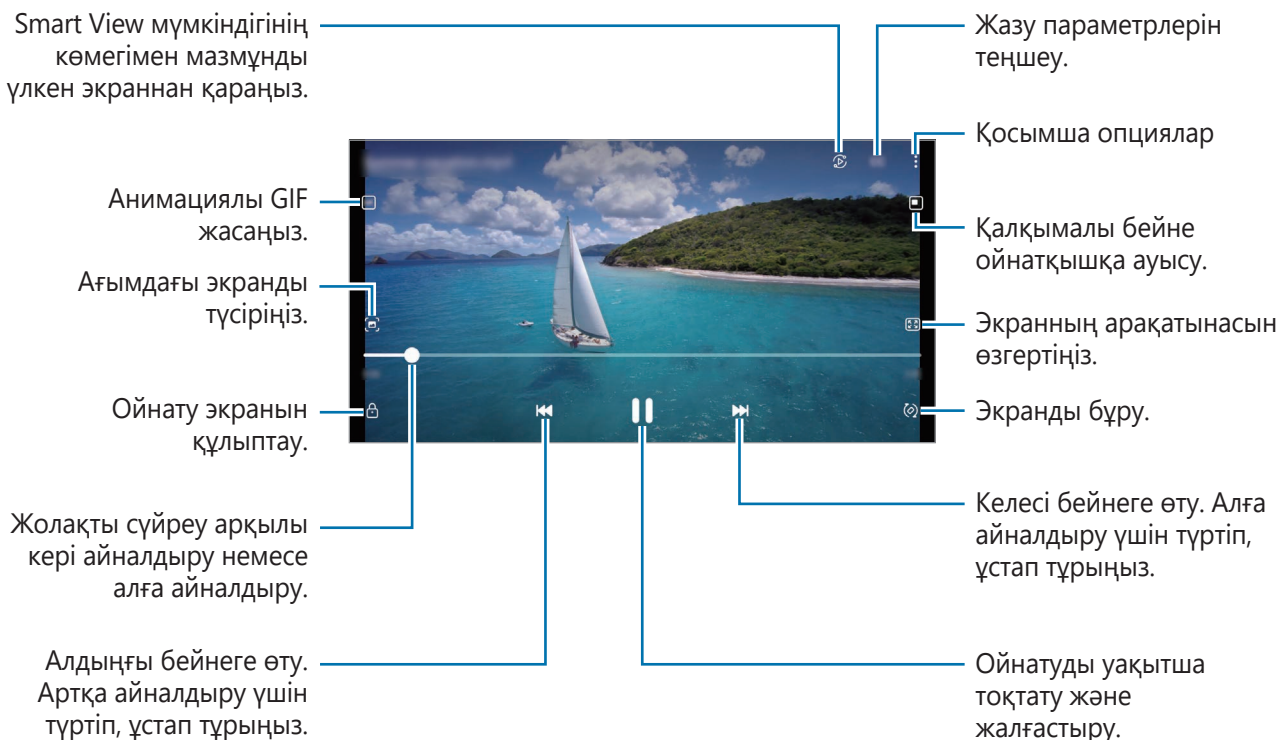 Smart View мүмкіндігінің
көмегімен мазмұнды
үлкен экраннан қараңыз.
Анимациялы GIF
жасаңыз.
Ағымдағы экранды
түсіріңіз.
Ойнату экранын
құлыптау.
Жолақты сүйреу арқылы
кері айналдыру немесе
алға айналдыру.
Алдыңғы бейнеге өту.
Артқа айналдыру үшін
түртіп, ұстап тұрыңыз.
Жазу параметрлерін
теңшеу.
Қосымша опциялар
Қалқымалы бейне
ойнатқышқа ауысу.
Экранның арақатынасын
өзгертіңіз.
Экранды бұру.
Келесі бейнеге өту. Алға
айналдыру үшін түртіп,
ұстап тұрыңыз.
Ойнатуды уақытша
тоқтату және
жалғастыру.